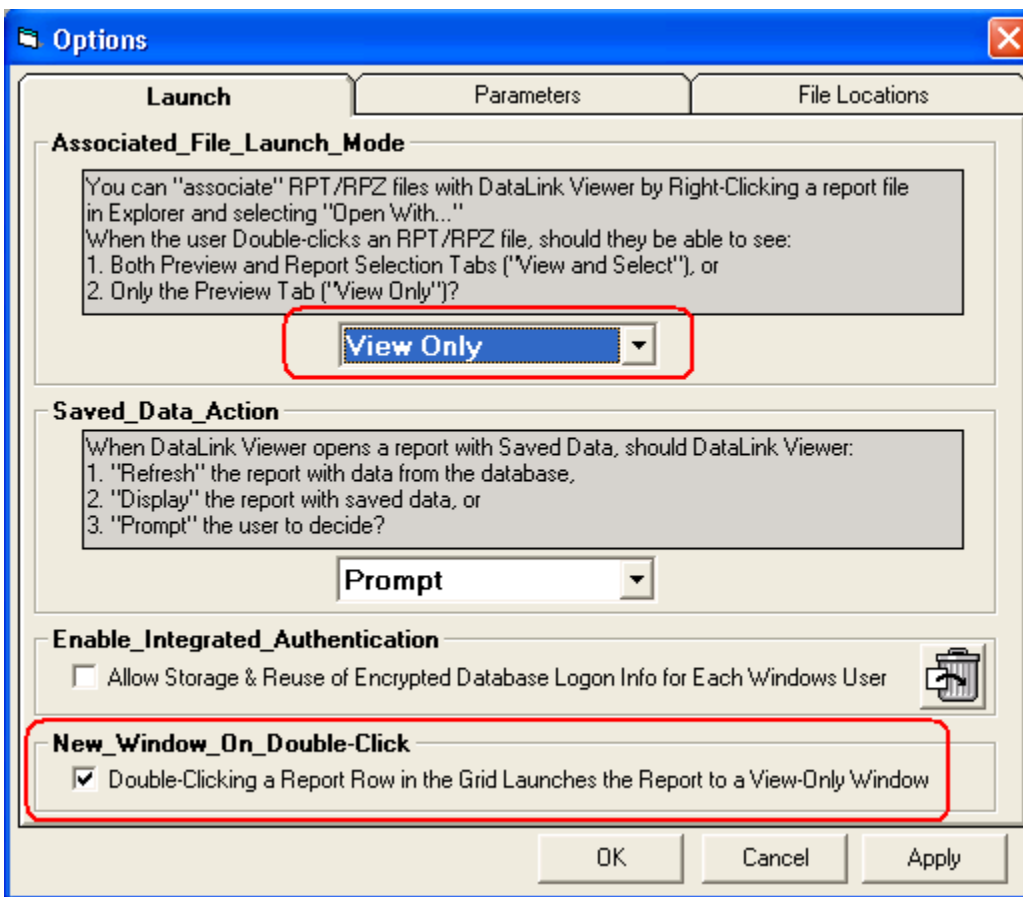 Options
Launch
Parameters
File Locations
Associated_File_Launch_Mode
You can "associate" RPT/RPZ files with DataLink Viewer by Right-Clicking a report file
in Explorer and selecting "Open With..."
When the user Double-clicks an RPT/RPZ file, should they be able to see:
1. Both Preview and Report Selection Tabs ("View and Select"), or
2. Only the Preview Tab ("View Only")?
View Only
Saved_Data_Action
When DataLink Viewer opens a report with Saved Data, should DataLink Viewer:
1. "Refresh" the report with data from the database,
2. "Display" the report with saved data, or
3. "Prompt" the user to decide?
Prompt
Enable_Integrated_Authentication
Allow Storage & Reuse of Encrypted Database Logon Info for Each Windows User
New_Window_On_Double-Click
Double-Clicking a Report Row in the Grid Launches the Report to a View-Only Window
OK
Cancel
Apply